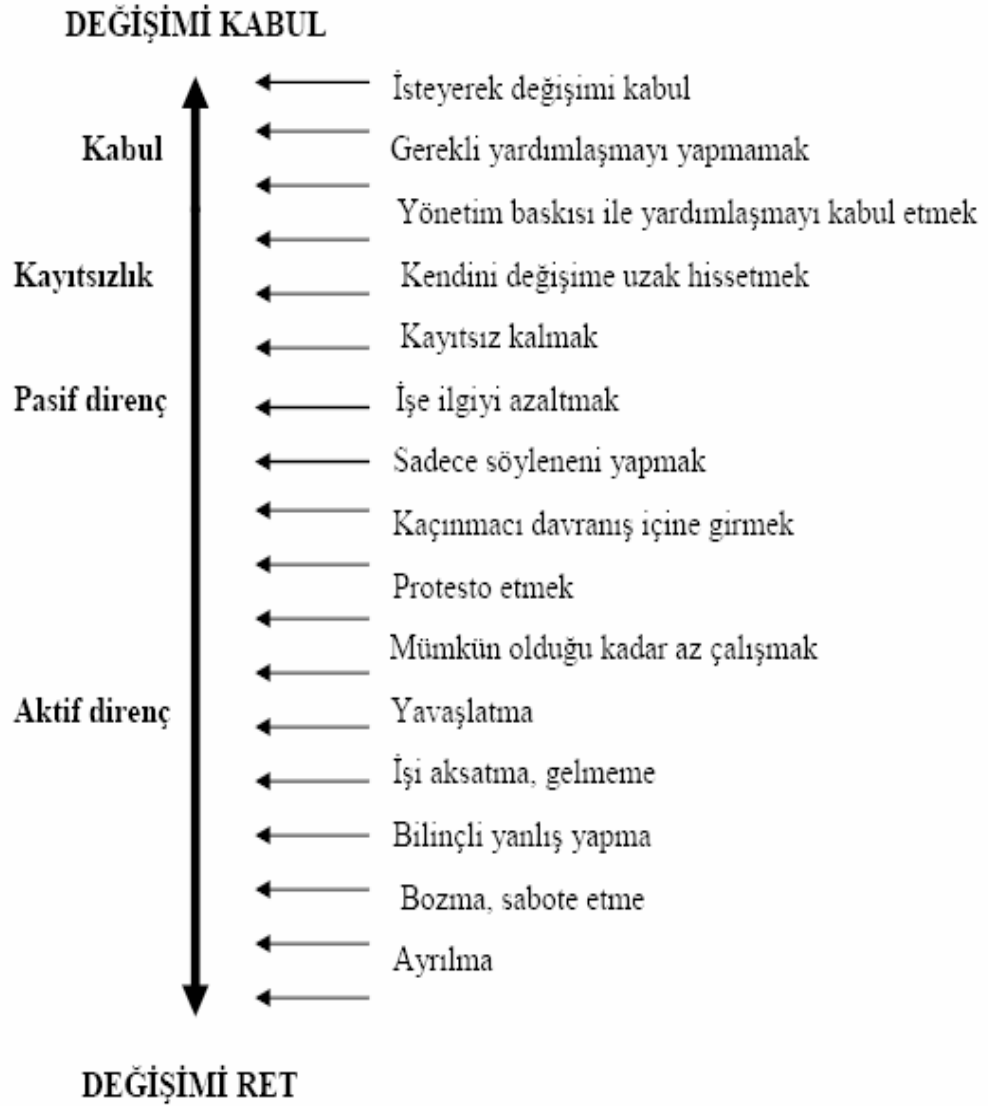 DEĞİŞİMİ KABUL
İsteyerek değişimi kabul
Kabul
Gerekli yardımlaşmayı yapmamak
Yönetim baskısı ile yardımlaşmayı kabul etmek
Kayıtsızlık
Kendini değişime uzak hissetmek
Kayıtsız kalmak
Pasif direnç
İşe ilgiyi azaltmak
Sadece söyleneni yapmak
Kaçınmacı davranış içine girmek
Protesto etmek
Mümkün olduğu kadar az çalışmak
Aktif direnç
Yavaşlatma
İşi aksatma, gelmeme
Bilinçli yanlış yapma
Bozma, sabote etme
Ayrılma
DEĞİŞİMİ RET